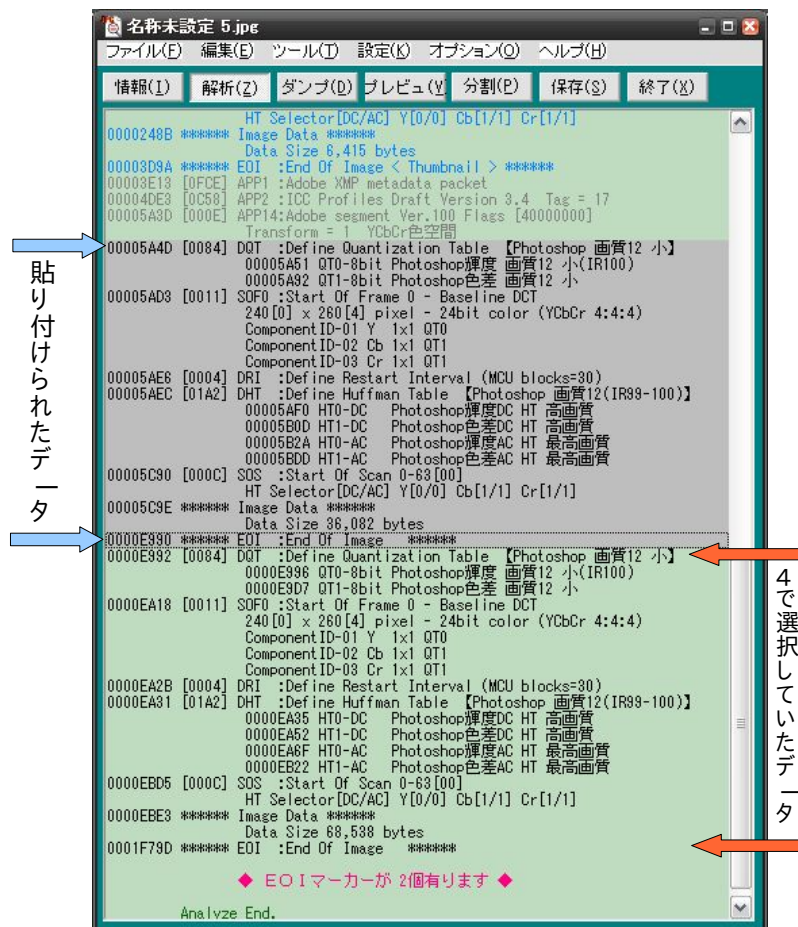 名称未設定 5.jpg
ファイル(F) 編集(E) ツール(T) 設定(K) オプション(O) ヘルプ(H)
情報(I) 解析(Z) ダンプ(D) プレビュ(V 分割(P) 保存(S) 終了(X)
HT Selector[DC/AC] Y[0/0] Cb[1/1] Cr[1/1]
0000248B ****** Image Data ******
Data Size 6,415 bytes
00003D9A ****** EOI :End Of Image < Thumbnail > ******
00003E13 [0FCE] APP1 :Adobe XMP metadata packet
00004DE3 [0C58] APP2 :ICC Profiles Draft Version 3.4 Tag = 17
00005A3D [000E] APP14:Adobe segment Ver.100 Flags [40000000]
Transform = 1 YCbCr色空間
00005A4D [0084] DQT :Define Quantization Table 【Photoshop 画質12 小】
00005A51 QT0-8bit Photoshop輝度 画質12 小(IR100)
00005A92 QT1-8bit Photoshop色差 画質12 小
00005AD3 [0011] SOF0 :Start Of Frame 0 - Baseline DCT
240[0] x 260[4] pixel - 24bit color (YCbCr 4:4:4)
ComponentID-01 Y 1x1 QT0
ComponentID-02 Cb 1x1 QT1
ComponentID-03 Cr 1x1 QT1
00005AE6 [0004] DRI :Define Restart Interval (MCU blocks=30)
00005AEC [01A2] DHT :Define Huffman Table 【Photoshop 画質12(IR99-100)】
00005AF0 HT0-DC Photoshop輝度DC HT 高画質
00005B0D HT1-DC Photoshop色差DC HT 高画質
00005B2A HT0-AC Photoshop輝度AC HT 最高画質
00005BDD HT1-AC Photoshop色差AC HT 最高画質
00005C90 [000C] SOS :Start Of Scan 0-63[00]
HT Selector[DC/AC] Y[0/0] Cb[1/1] Cr[1/1]
00005C9E ****** Image Data ******
Data Size 36,082 bytes
0000E990 ****** EOI :End Of Image ******
0000E992 [0084] DQT :Define Quantization Table 【Photoshop 画質12 小】
0000E996 QT0-8bit Photoshop輝度 画質12 小(IR100)
0000E9D7 QT1-8bit Photoshop色差 画質12 小
0000EA18 [0011] SOF0 :Start Of Frame 0 - Baseline DCT
240[0] x 260[4] pixel - 24bit color (YCbCr 4:4:4)
ComponentID-01 Y 1x1 QT0
ComponentID-02 Cb 1x1 QT1
ComponentID-03 Cr 1x1 QT1
0000EA2B [0004] DRI :Define Restart Interval (MCU blocks=30)
0000EA31 [01A2] DHT :Define Huffman Table 【Photoshop 画質12(IR99-100)】
0000EA35 HT0-DC Photoshop輝度DC HT 高画質
0000EA52 HT1-DC Photoshop色差DC HT 高画質
0000EA6F HT0-AC Photoshop輝度AC HT 最高画質
0000EB22 HT1-AC Photoshop色差AC HT 最高画質
0000EBD5 [000C] SOS :Start Of Scan 0-63[00]
HT Selector[DC/AC] Y[0/0] Cb[1/1] Cr[1/1]
0000EBE3 ****** Image Data ******
Data Size 68,538 bytes
0001F79D ****** EOI :End Of Image ******
◆ EOIマーカーが 2個有ります ◆
Analyze End.
貼り付けられたデータ
4で選択していたデータ